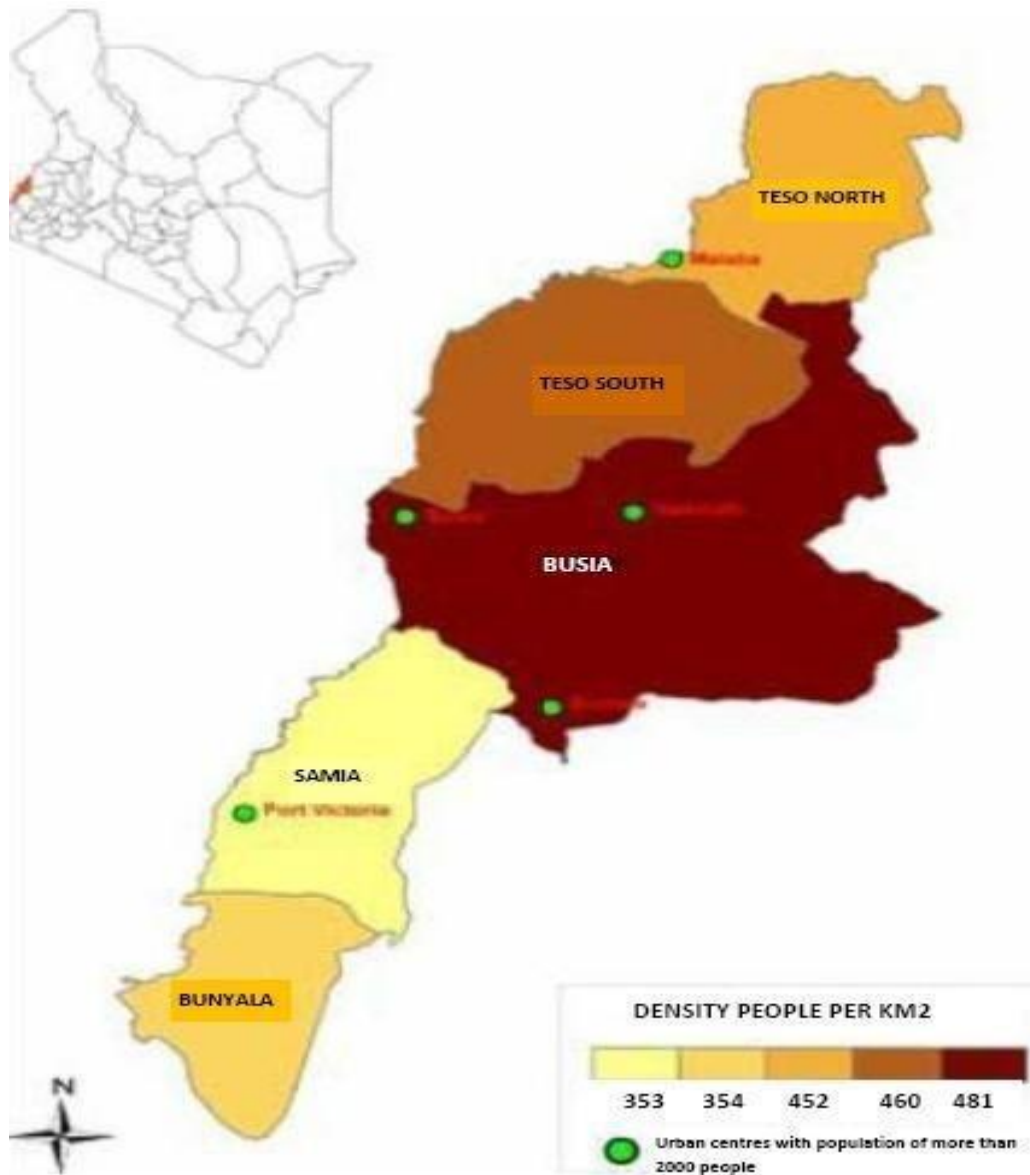 TESO NORTH
Malaba
TESO SOUTH
BUSIA
SAMIA
Port Victoria
BUNYALA
N
DENSITY PEOPLE PER KM2
353 354 452 460 481
Urban centres with population of more than
2000 people